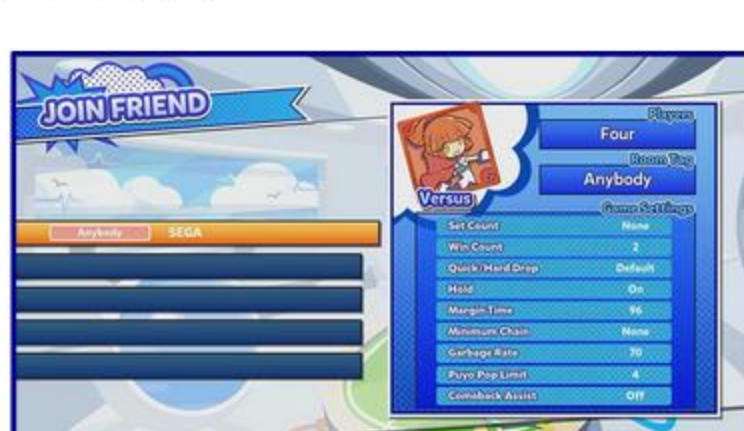 JOIN FRIEND
Anybody SEGA
Versus
Players
Four
Room Tag
Anybody
Game Settings
Set Count None
Win Count 2
Quick/Hard Drop Default
Hold On
Margin Time 96
Minimum Chain None
Garbage Rate 70
Puyo Pop Limit 4
Comeback Assist Off